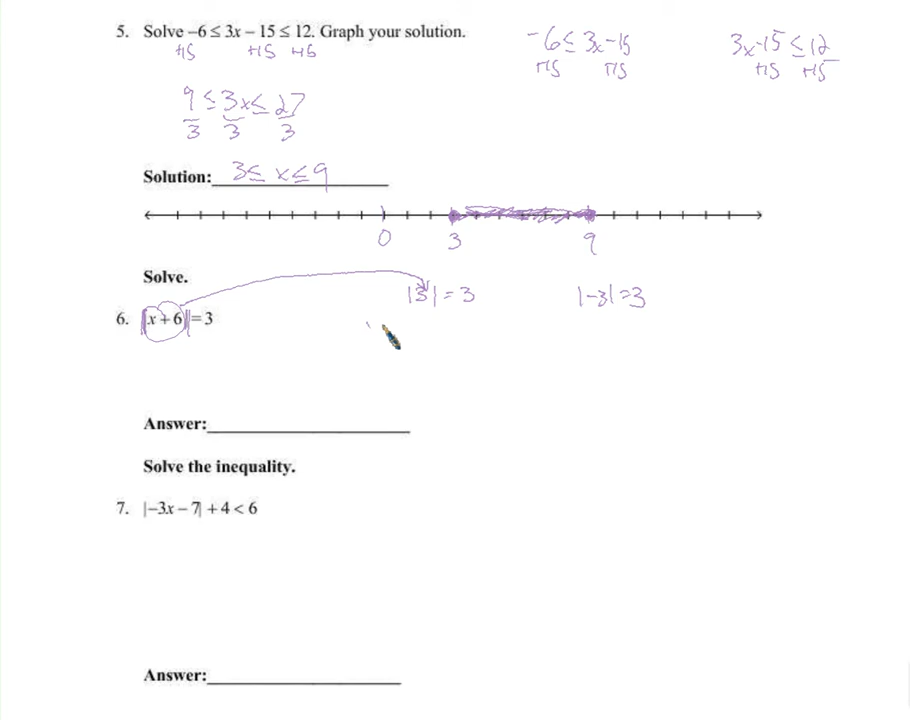 5. Solve −6 ≤ 3x − 15 ≤ 12. Graph your solution.
+15 +15 +15
-6 ≤ 3x-15
+15 +15
3x-15 ≤ 12
+15 +15
9 ≤ 3x ≤ 27
3 3 3
Solution: 3 ≤ x ≤ 9
0 3 9
Solve.
|3| = 3 |-3| = 3
6. |x + 6| = 3
Answer:
Solve the inequality.
7. |−3x − 7| + 4 < 6
Answer: